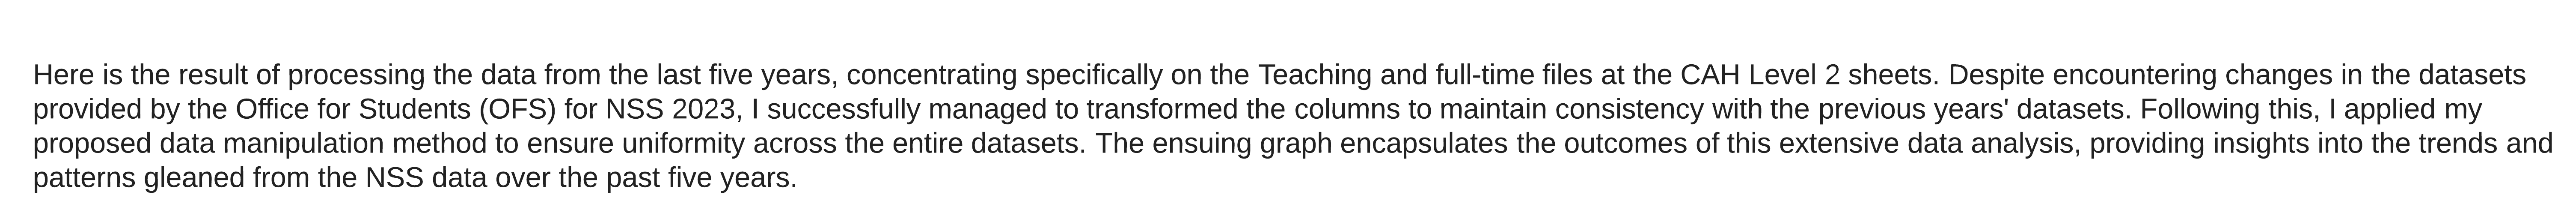 Here is the result of processing the data from the last five years, concentrating specifically on the Teaching and full-time files at the CAH Level 2 sheets. Despite encountering changes in the datasets
provided by the Office for Students (OFS) for NSS 2023, I successfully managed to transformed the columns to maintain consistency with the previous years' datasets. Following this, I applied my
proposed data manipulation method to ensure uniformity across the entire datasets. The ensuing graph encapsulates the outcomes of this extensive data analysis, providing insights into the trends and
patterns gleaned from the NSS data over the past five years.